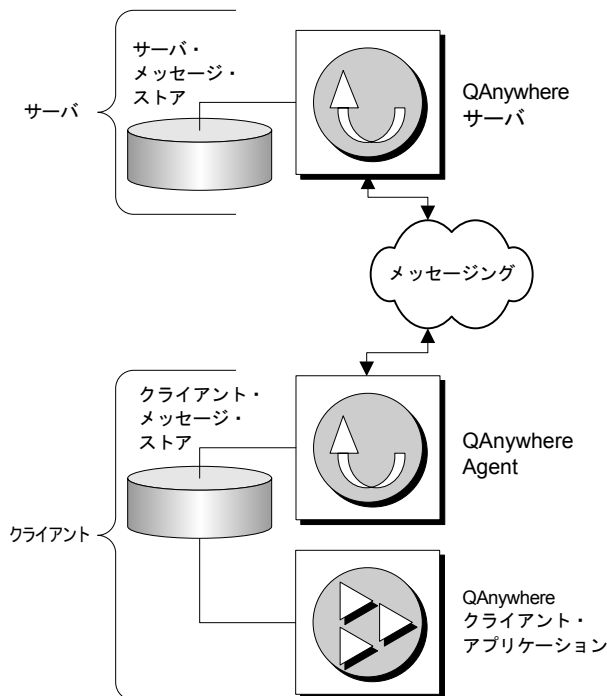 サーバ
サーバ・
メッセージ・
ストア
QAnywhere
サーバ
メッセージング
クライアント
クライアント・
メッセージ・
ストア
QAnywhere
Agent
QAnywhere
クライアント・
アプリケーション